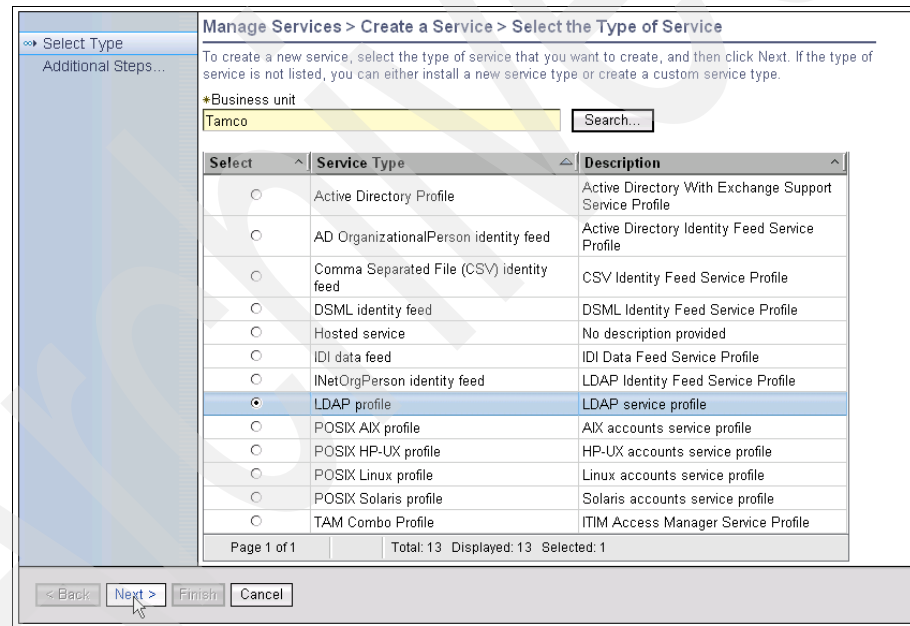 Select Type
Additional Steps...
Manage Services > Create a Service > Select the Type of Service
To create a new service, select the type of service that you want to create, and then click Next. If the type of
service is not listed, you can either install a new service type or create a custom service type.
*Business unit
Tamco
Search...
Select Service Type Description
Active Directory Profile Active Directory With Exchange Support
Service Profile
AD OrganizationalPerson identity feed Active Directory Identity Feed Service
Profile
Comma Separated File (CSV) identity
feed CSV Identity Feed Service Profile
DSML identity feed DSML Identity Feed Service Profile
Hosted service No description provided
IDI data feed IDI Data Feed Service Profile
INetOrgPerson identity feed LDAP Identity Feed Service Profile
LDAP profile LDAP service profile
POSIX AIX profile AIX accounts service profile
POSIX HP-UX profile HP-UX accounts service profile
POSIX Linux profile Linux accounts service profile
POSIX Solaris profile Solaris accounts service profile
TAM Combo Profile ITIM Access Manager Service Profile
Page 1 of 1 Total: 13 Displayed: 13 Selected: 1
< Back Next > Finish Cancel